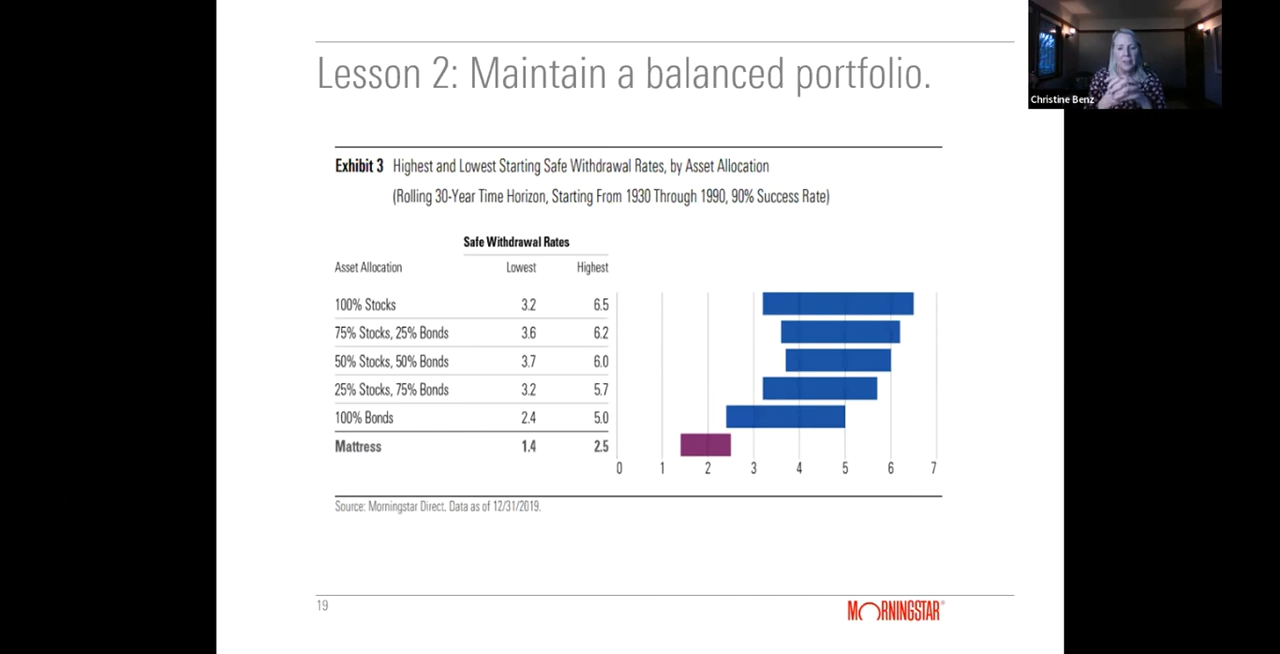 Lesson 2: Maintain a balanced portfolio.
Christine Benz
Exhibit 3 Highest and Lowest Starting Safe Withdrawal Rates, by Asset Allocation
(Rolling 30-Year Time Horizon, Starting From 1930 Through 1990, 90% Success Rate)
Safe Withdrawal Rates
Asset Allocation Lowest Highest
100% Stocks 3.2 6.5
75% Stocks, 25% Bonds 3.6 6.2
50% Stocks, 50% Bonds 3.7 6.0
25% Stocks, 75% Bonds 3.2 5.7
100% Bonds 2.4 5.0
Mattress 1.4 2.5
0 1 2 3 4 5 6 7
Source: Morningstar Direct. Data as of 12/31/2019.
19
MORNINGSTAR®